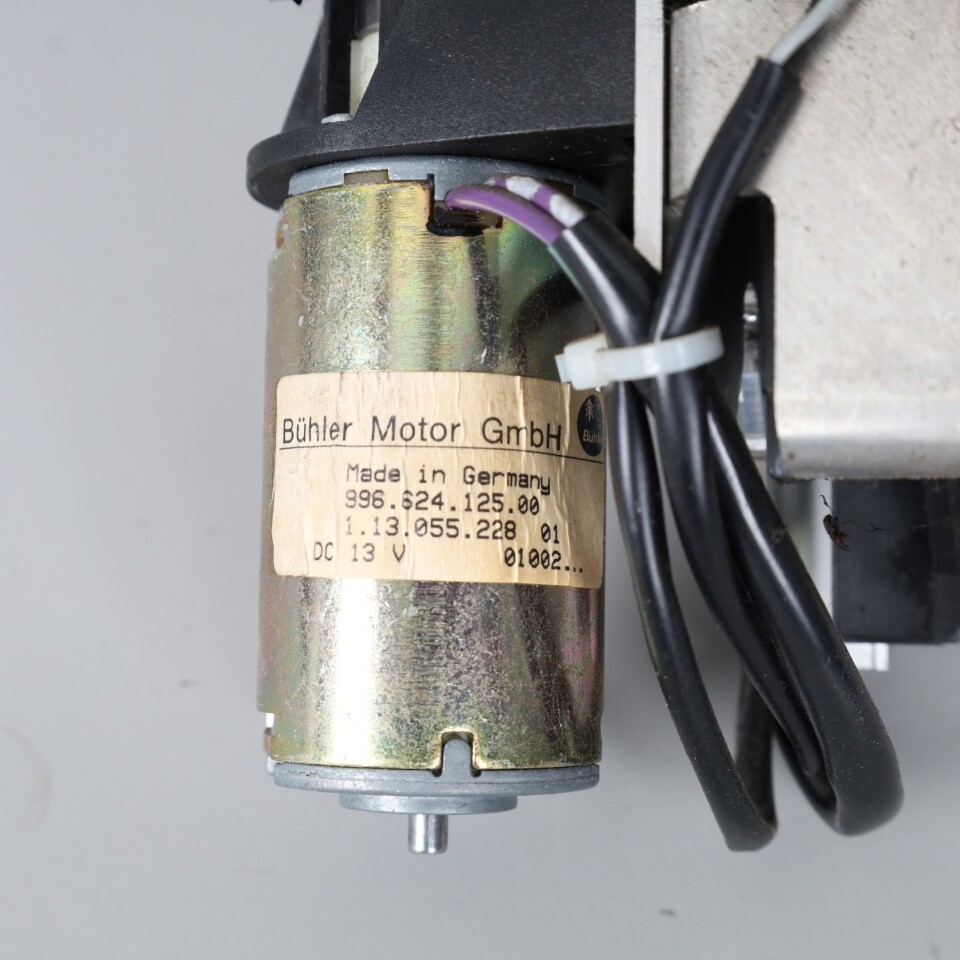 Bühler Motor GmbH
Made in Germany
996.624.125.00
1.13.055.228 01
DC 13 V 01002...